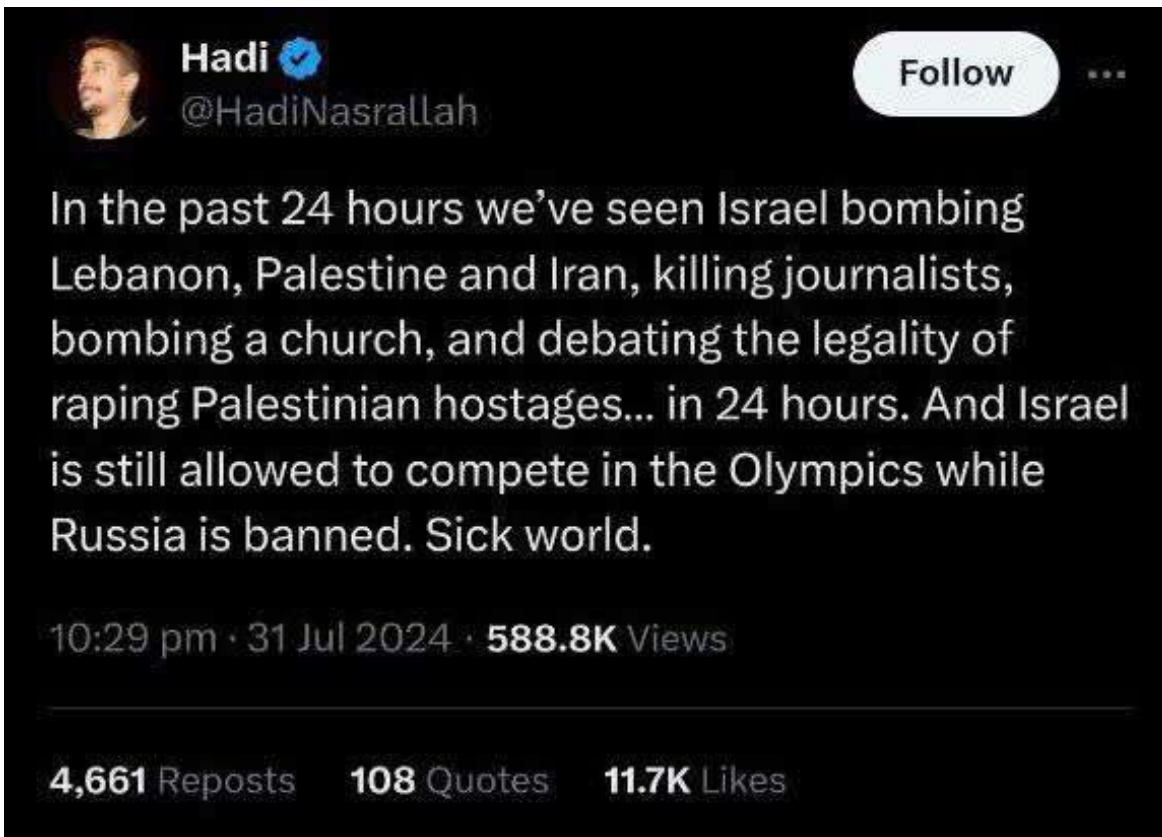 Hadi
Follow
@HadiNasrallah
In the past 24 hours we’ve seen Israel bombing
Lebanon, Palestine and Iran, killing journalists,
bombing a church, and debating the legality of
raping Palestinian hostages... in 24 hours. And Israel
is still allowed to compete in the Olympics while
Russia is banned. Sick world.
10:29 pm · 31 Jul 2024 · 588.8K Views
4,661 Reposts 108 Quotes 11.7K Likes